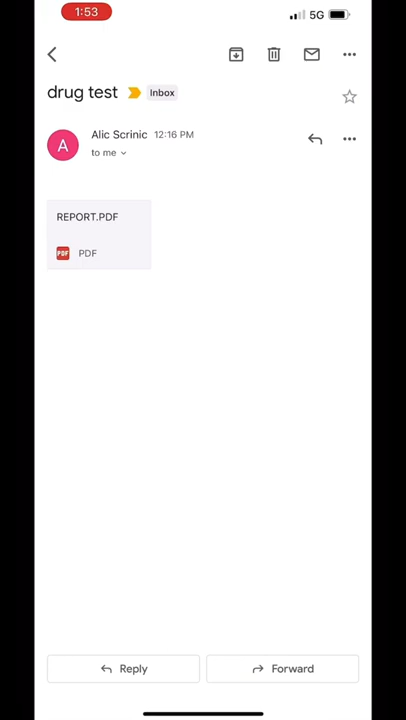 1:53
5G
drug test
Inbox
Alic Scrinic 12:16 PM
to me
A
REPORT.PDF
PDF PDF
Reply
Forward